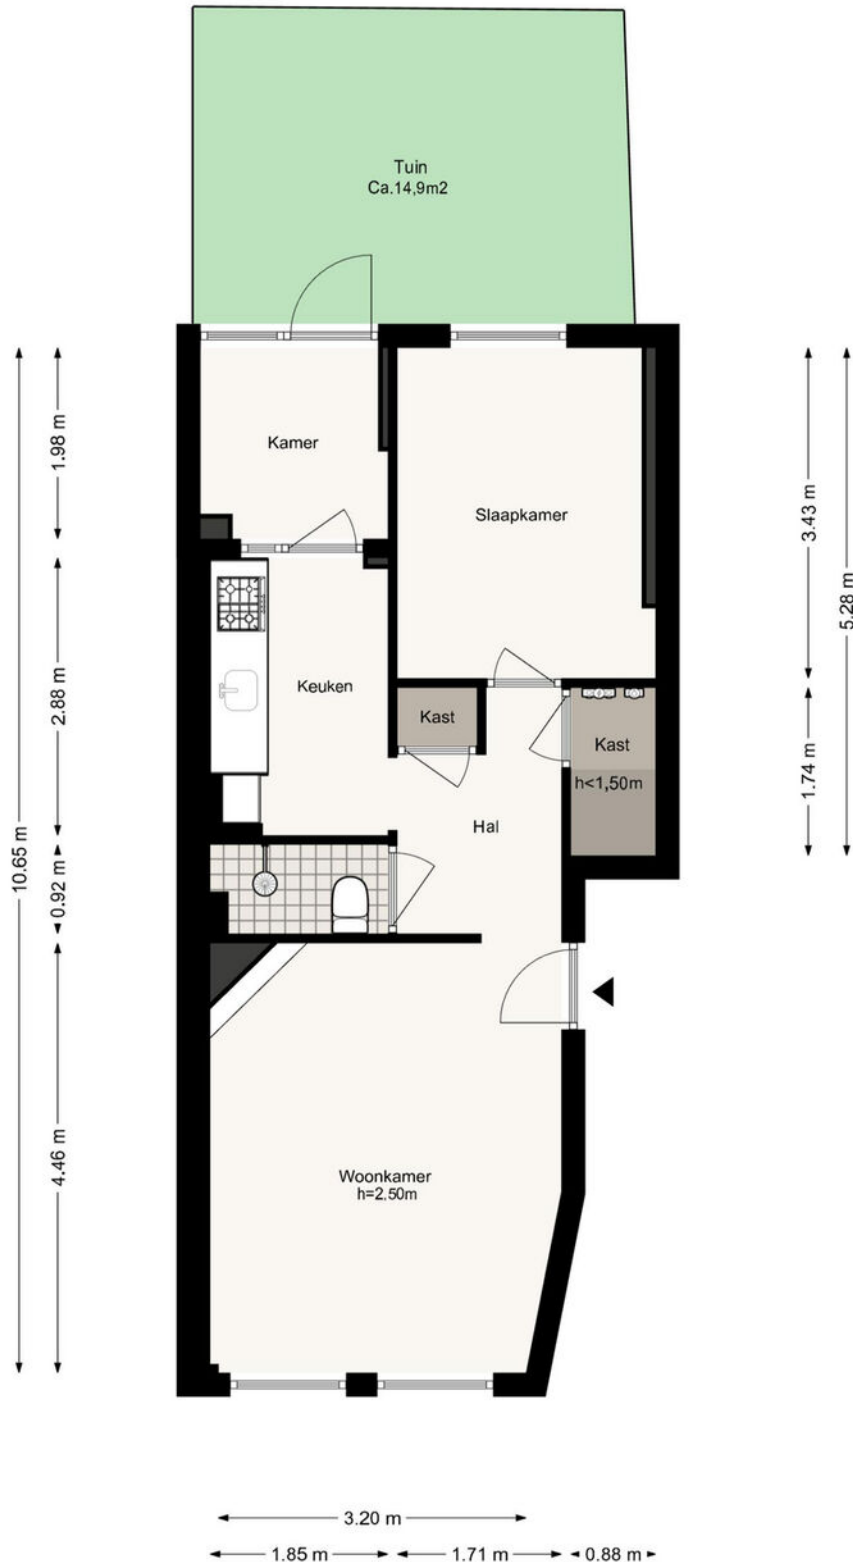 Tuin
Ca.14,9m2
Kamer
Slaapkamer
Keuken
Kast
Kast
h<1,50m
Hal
Woonkamer
h=2.50m
10.65 m
1.98 m
2.88 m
0.92 m
4.46 m
3.43 m
1.74 m
5.28 m
3.20 m
1.85 m
1.71 m
0.88 m